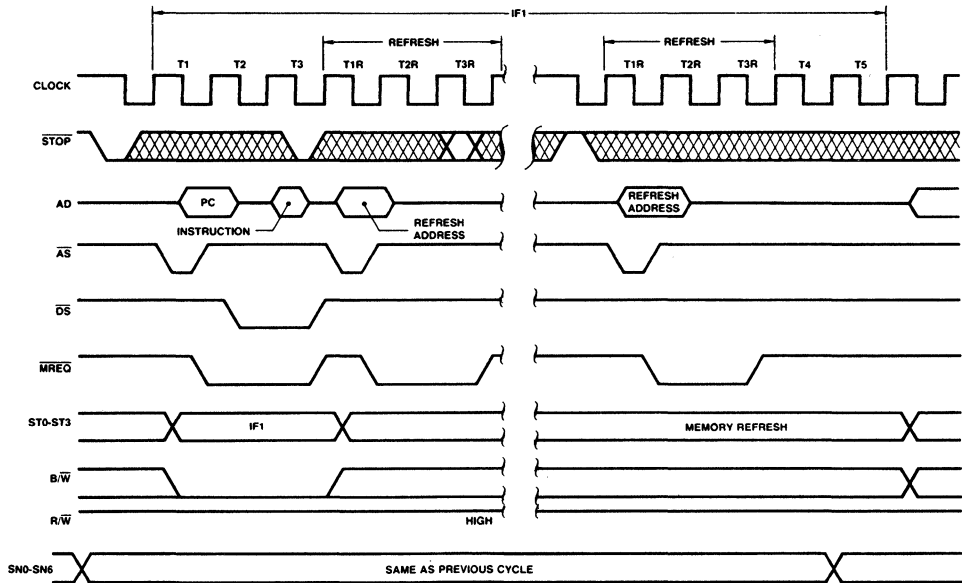 IF1
REFRESH
REFRESH
T1 T2 T3 T1R T2R T3R T1R T2R T3R T4 T5
CLOCK
STOP
AD PC
INSTRUCTION
REFRESH
ADDRESS
REFRESH
ADDRESS
AS
DS
MREQ
ST0-ST3 IF1 MEMORY REFRESH
B/W
R/W HIGH
SN0-SN6 SAME AS PREVIOUS CYCLE